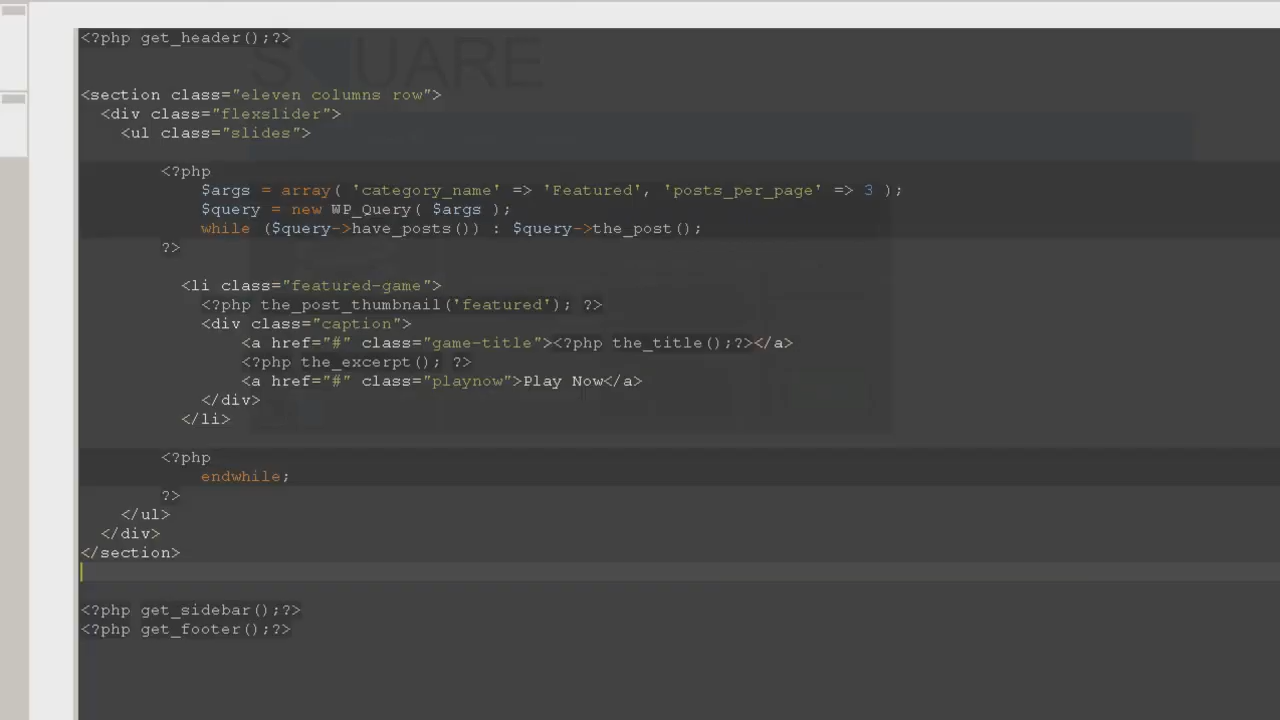 <?php get_header();?>
<section class="eleven columns row">
<div class="flexslider">
<ul class="slides">
<?php
$args = array( 'category_name' => 'Featured', 'posts_per_page' => 3 );
$query = new WP_Query( $args );
while ($query->have_posts()) : $query->the_post();
?>
<li class="featured-game">
<?php the_post_thumbnail('featured'); ?>
<div class="caption">
<a href="#" class="game-title"><?php the_title();?></a>
<?php the_excerpt(); ?>
<a href="#" class="playnow">Play Now</a>
</div>
</li>
<?php
endwhile;
?>
</ul>
</div>
</section>
<?php get_sidebar();?>
<?php get_footer();?>